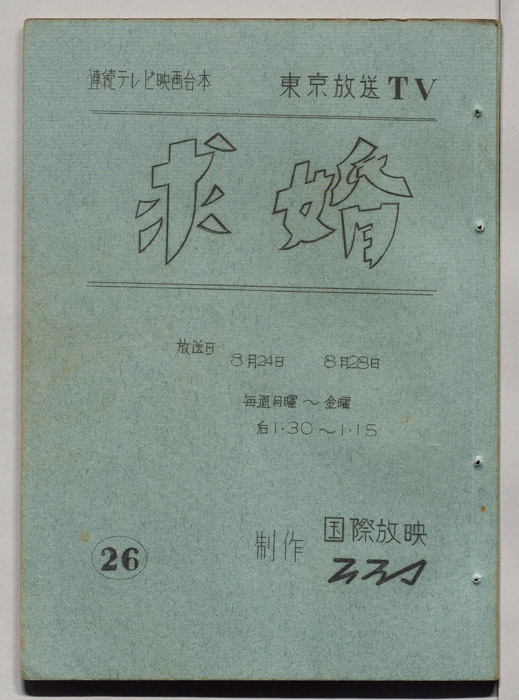 連続テレビ映画台本 東京放送TV
求婚
放送日
8月24日 8月28日
毎週月曜～金曜
后1・30～1・15
制作 国際放映
26